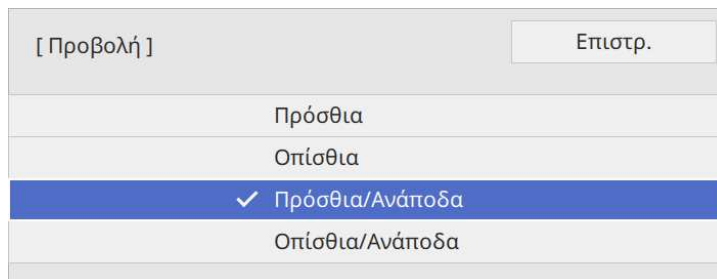 [ Προβολή ]
Επιστρ.
Πρόσθια
Οπίσθια
Πρόσθια/Ανάποδα
Οπίσθια/Ανάποδα